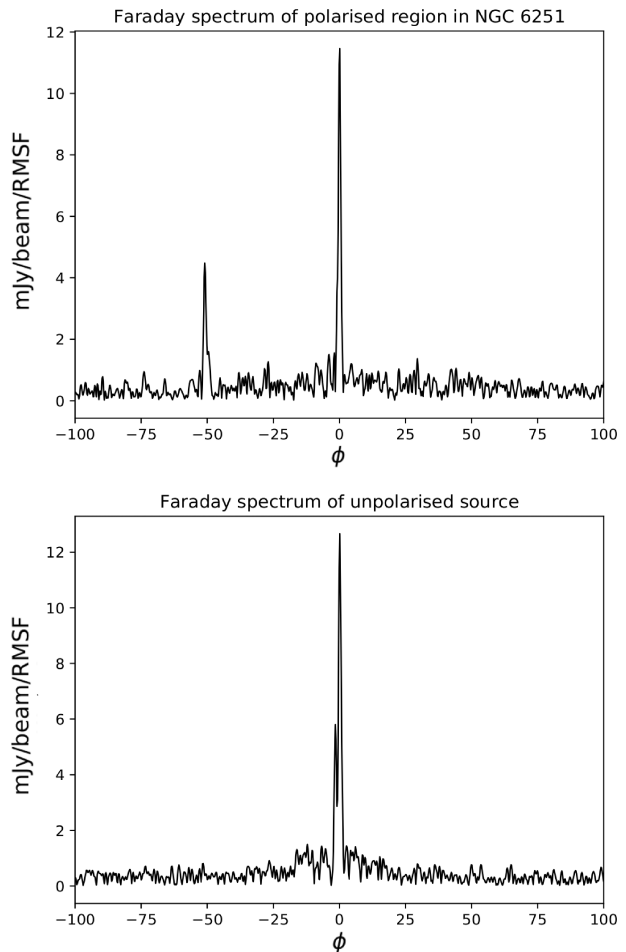 Faraday spectrum of polarised region in NGC 6251
12
10
8
6
4
2
0
mJy/beam/RMSF
−100 −75 −50 −25 0 25 50 75 100
ϕ
Faraday spectrum of unpolarised source
12
10
8
6
4
2
0
mJy/beam/RMSF
−100 −75 −50 −25 0 25 50 75 100
ϕ